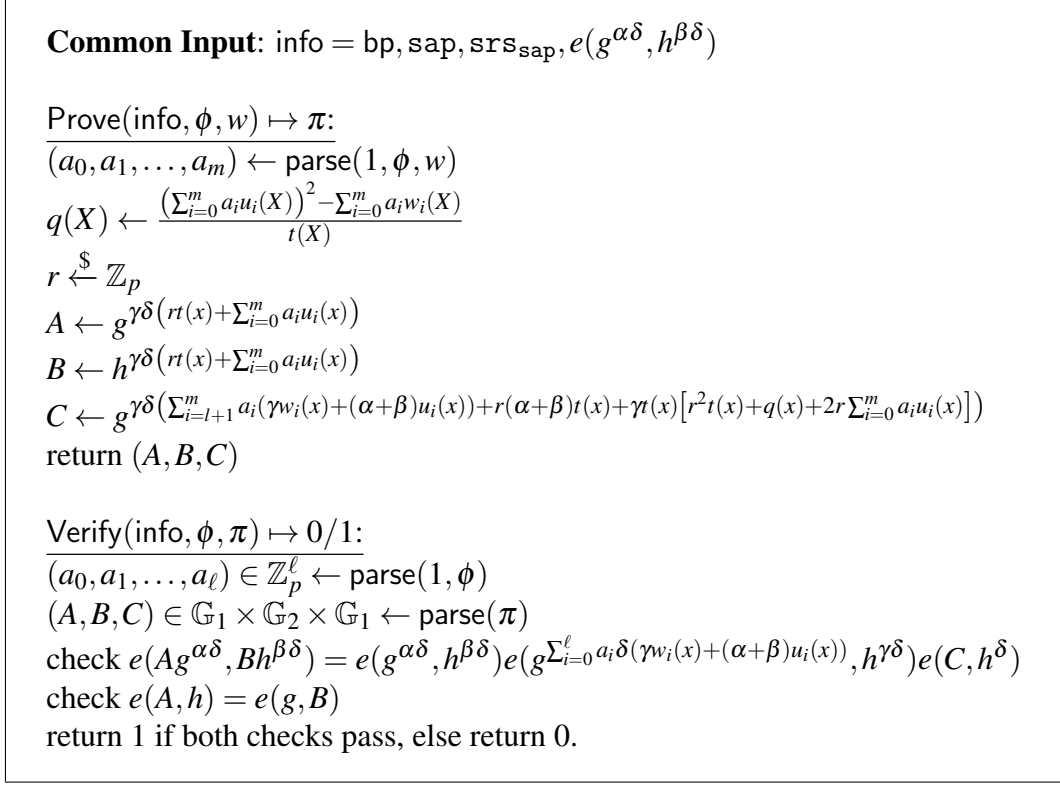 **Common Input**: info = bp, sap, srs_sap, e(g^{αδ}, h^{βδ})
Prove(info, ϕ, w) ↦ π:
(a_0, a_1, …, a_m) ← parse(1, ϕ, w)
q(X) ← \frac{(∑_{i=0}^{m} a_i u_i(X))^2 − ∑_{i=0}^{m} a_i w_i(X)}{t(X)}
r \xleftarrow{$} ℤ_p
A ← g^{γδ(rt(x)+∑_{i=0}^{m} a_i u_i(x))}
B ← h^{γδ(rt(x)+∑_{i=0}^{m} a_i u_i(x))}
C ← g^{γδ(∑_{i=l+1}^{m} a_i(γw_i(x)+(α+β)u_i(x))+r(α+β)t(x)+γt(x)[r^2 t(x)+q(x)+2r∑_{i=0}^{m} a_i u_i(x)])}
return (A, B, C)
Verify(info, ϕ, π) ↦ 0/1:
(a_0, a_1, …, a_ℓ) ∈ ℤ_p^ℓ ← parse(1, ϕ)
(A, B, C) ∈ 𝔾_1 × 𝔾_2 × 𝔾_1 ← parse(π)
check e(Ag^{αδ}, Bh^{βδ}) = e(g^{αδ}, h^{βδ})e(g^{∑_{i=0}^{ℓ} a_i δ(γw_i(x)+(α+β)u_i(x))}, h^{γδ})e(C, h^δ)
check e(A, h) = e(g, B)
return 1 if both checks pass, else return 0.